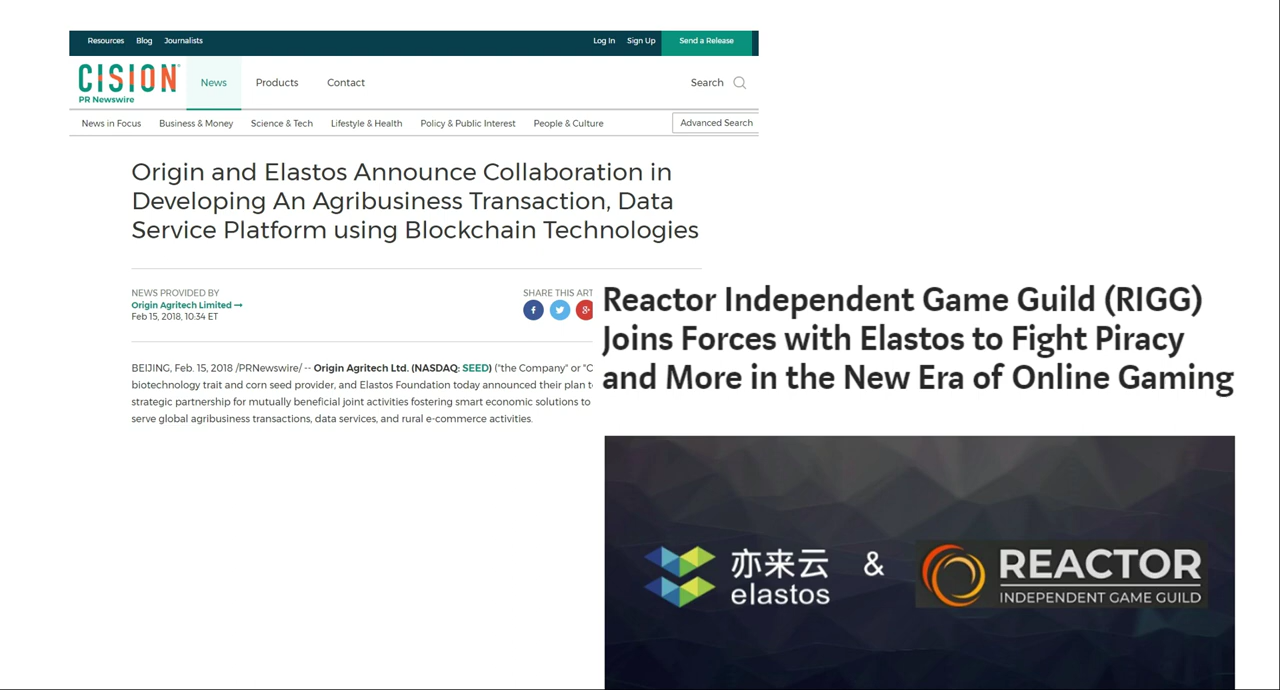 Resources Blog Journalists
Log In Sign Up Send a Release
CISION
PR Newswire
News Products Contact
Search
News in Focus Business & Money Science & Tech Lifestyle & Health Policy & Public Interest People & Culture
Advanced Search
Origin and Elastos Announce Collaboration in
Developing An Agribusiness Transaction, Data
Service Platform using Blockchain Technologies
NEWS PROVIDED BY
Origin Agritech Limited →
Feb 15, 2018, 10:34 ET
SHARE THIS ART
BEIJING, Feb. 15, 2018 /PRNewswire/ -- Origin Agritech Ltd. (NASDAQ: SEED) ("the Company" or "O
biotechnology trait and corn seed provider, and Elastos Foundation today announced their plan t
strategic partnership for mutually beneficial joint activities fostering smart economic solutions to
serve global agribusiness transactions, data services, and rural e-commerce activities.
Reactor Independent Game Guild (RIGG)
Joins Forces with Elastos to Fight Piracy
and More in the New Era of Online Gaming
亦来云
elastos
&
REACTOR
INDEPENDENT GAME GUILD